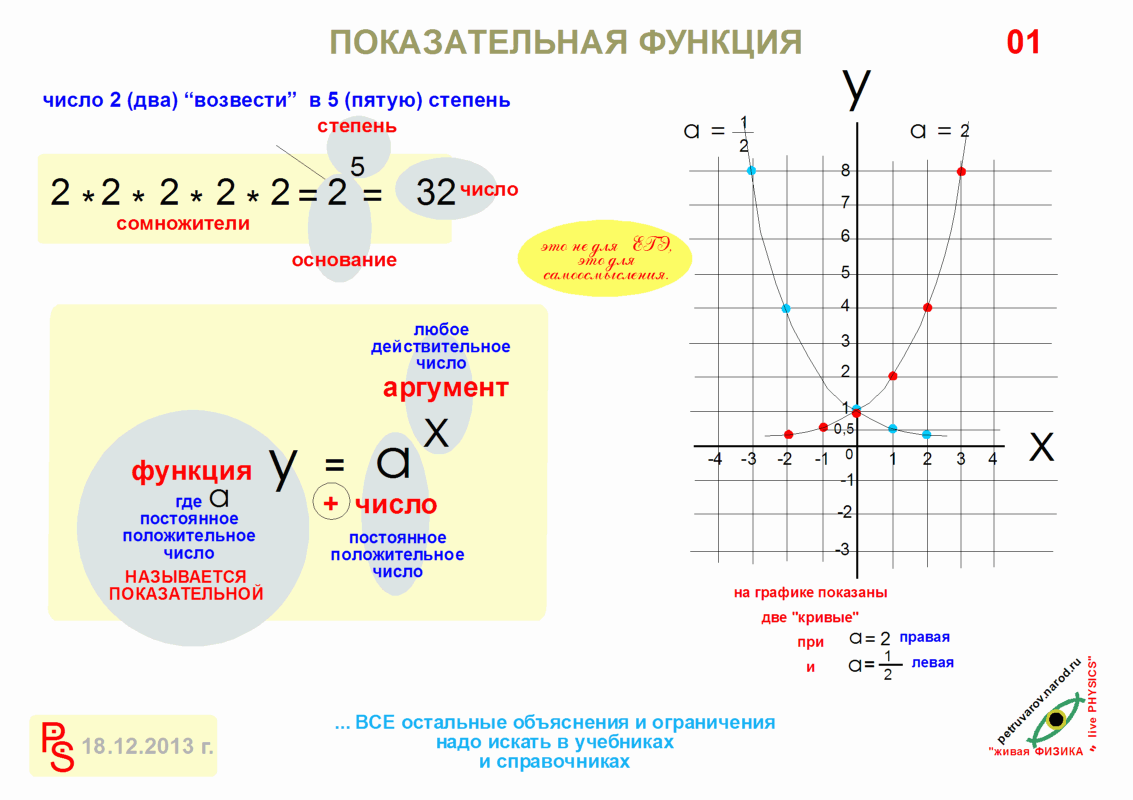 ПОКАЗАТЕЛЬНАЯ ФУНКЦИЯ
01
число 2 (два) “возвести” в 5 (пятую) степень
степень
2 * 2 * 2 * 2 * 2 = 2⁵ = 32 число
сомножители
основание
это не для ЕГЭ,
это для
самоосмысления.
любое
действительное
число
аргумент
y = aˣ
функция
где a
постоянное
положительное
число
НАЗЫВАЕТСЯ
ПОКАЗАТЕЛЬНОЙ
+ число
постоянное
положительное
число
y
a = 1/2
a = 2
8
7
6
5
4
3
2
1
0,5
-4 -3 -2 -1 0 1 2 3 4
X
-1
-2
-3
на графике показаны
две "кривые"
при a = 2 правая
и a = 1/2 левая
... ВСЕ остальные объяснения и ограничения
надо искать в учебниках
и справочниках
PS 18.12.2013 г.
petruvarov.narod.ru
"живая ФИЗИКА"
live PHYSICS"